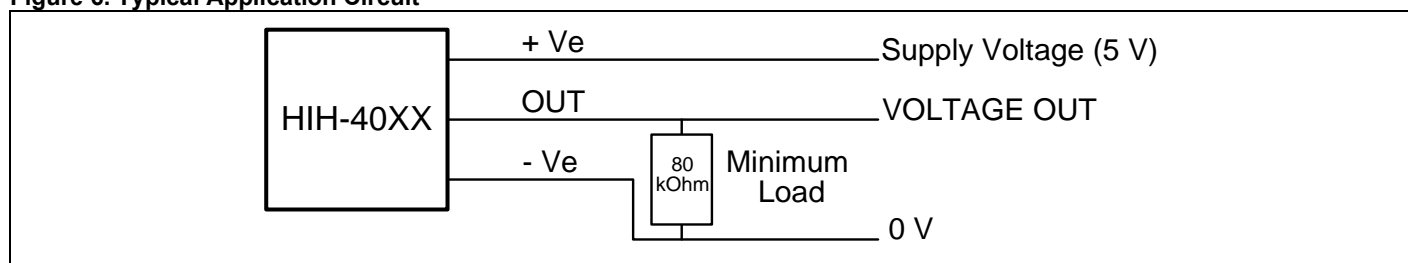 Figure 6. Typical Application Circuit
+ Ve
Supply Voltage (5 V)
HIH-40XX
OUT
VOLTAGE OUT
- Ve
80
kOhm
Minimum
Load
0 V